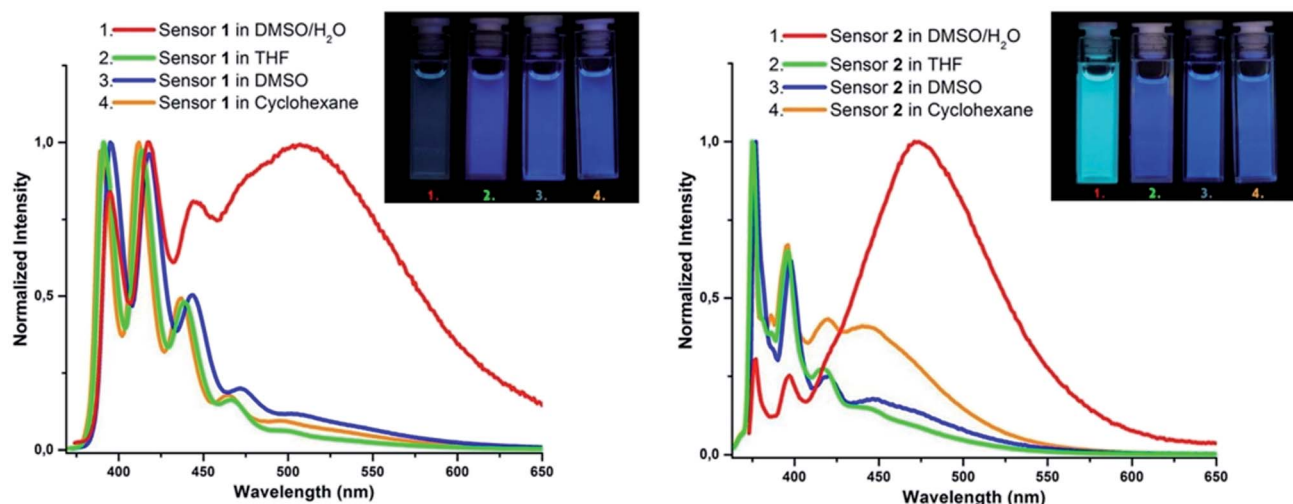 1. Sensor 1 in DMSO/H₂O
2. Sensor 1 in THF
3. Sensor 1 in DMSO
4. Sensor 1 in Cyclohexane
1. 2. 3. 4.
1,0
0,5
0,0
Normalized Intensity
400 450 500 550 600 650
Wavelength (nm)
1. Sensor 2 in DMSO/H₂O
2. Sensor 2 in THF
3. Sensor 2 in DMSO
4. Sensor 2 in Cyclohexane
1. 2. 3. 4.
1,0
0,5
0,0
Normalized Intensity
400 450 500 550 600 650
Wavelength (nm)